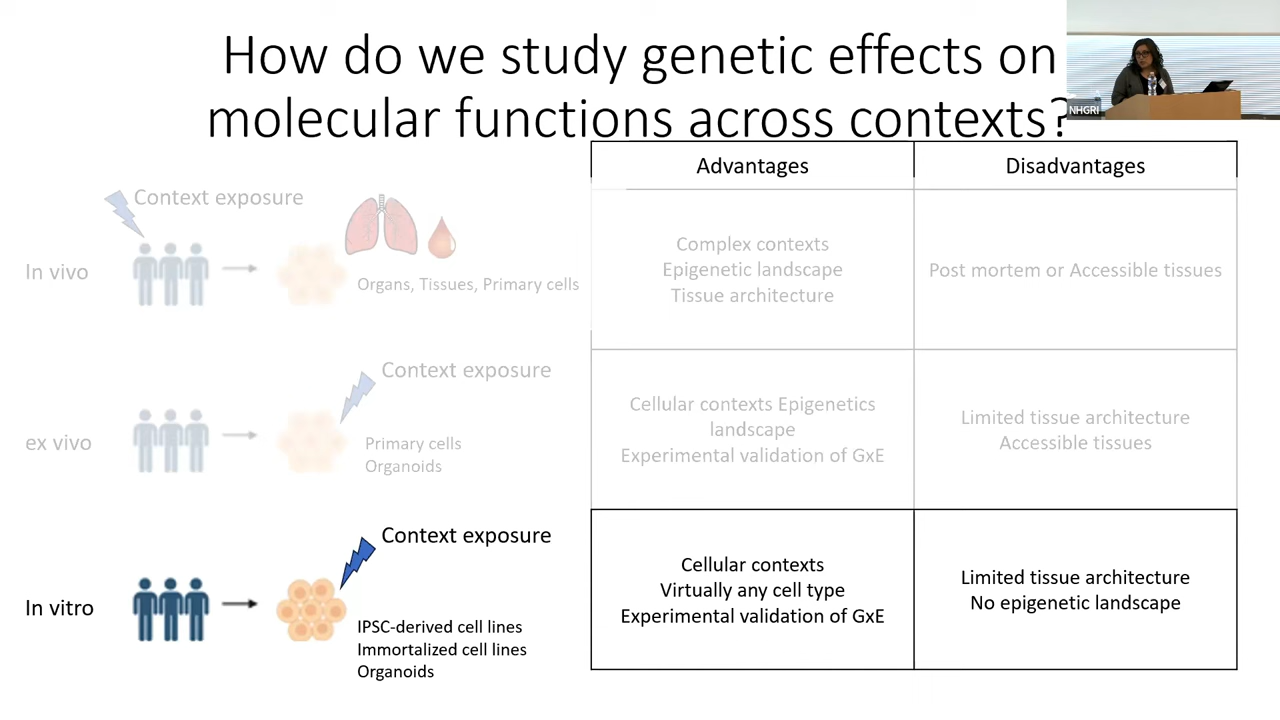 How do we study genetic effects on
molecular functions across contexts?
NHGRI
Advantages
Disadvantages
Context exposure
In vivo
Organs, Tissues, Primary cells
Complex contexts
Epigenetic landscape
Tissue architecture
Post mortem or Accessible tissues
Context exposure
ex vivo
Primary cells
Organoids
Cellular contexts Epigenetics
landscape
Experimental validation of GxE
Limited tissue architecture
Accessible tissues
Context exposure
In vitro
IPSC-derived cell lines
Immortalized cell lines
Organoids
Cellular contexts
Virtually any cell type
Experimental validation of GxE
Limited tissue architecture
No epigenetic landscape